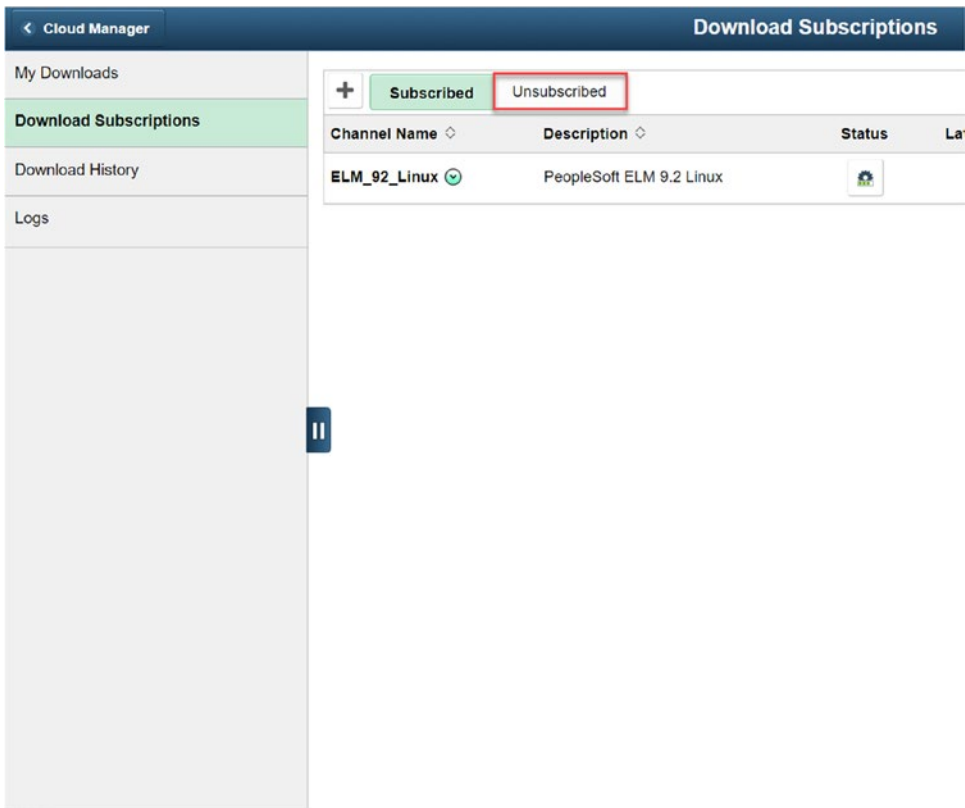 Cloud Manager
Download Subscriptions
My Downloads
Download Subscriptions
Download History
Logs
Subscribed
Unsubscribed
Channel Name
Description
Status
ELM_92_Linux
PeopleSoft ELM 9.2 Linux